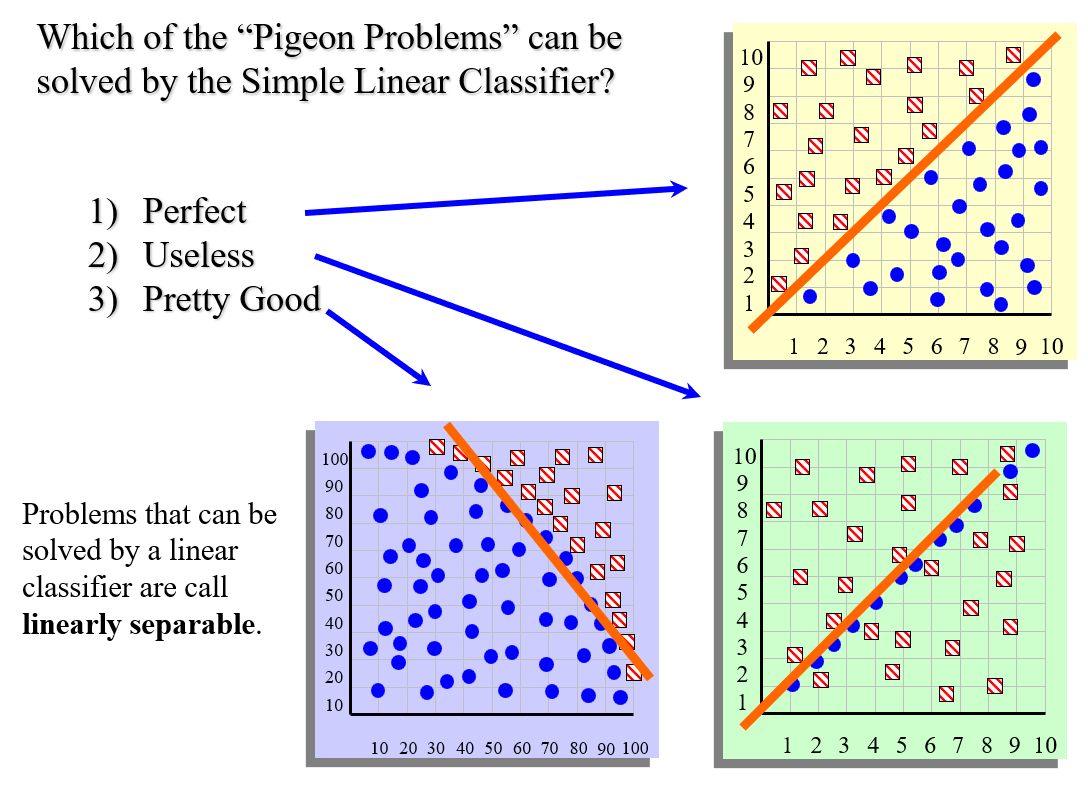 Which of the “Pigeon Problems” can be
solved by the Simple Linear Classifier?
1) Perfect
2) Useless
3) Pretty Good
Problems that can be
solved by a linear
classifier are call
linearly separable.
10
9
8
7
6
5
4
3
2
1
1 2 3 4 5 6 7 8 9 10
100
90
80
70
60
50
40
30
20
10
10 20 30 40 50 60 70 80 90 100
10
9
8
7
6
5
4
3
2
1
1 2 3 4 5 6 7 8 9 10